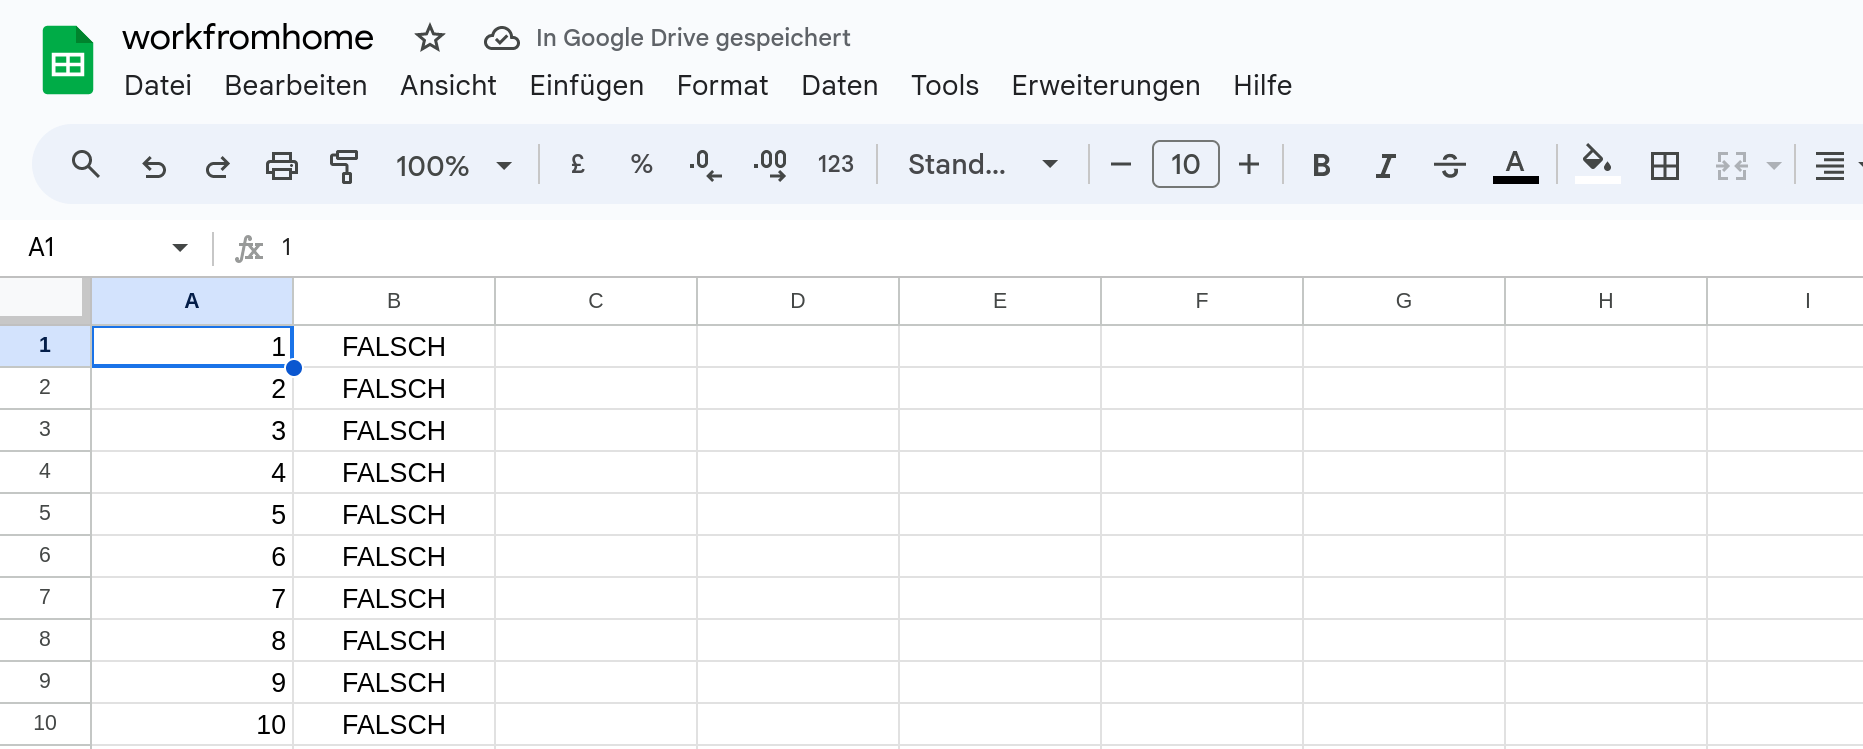 workfromhome In Google Drive gespeichert
Datei Bearbeiten Ansicht Einfügen Format Daten Tools Erweiterungen Hilfe
100% £ % .0 .00 123 Stand... 10 B I S A
A1 fx 1
A B C D E F G H I
1 1 FALSCH
2 2 FALSCH
3 3 FALSCH
4 4 FALSCH
5 5 FALSCH
6 6 FALSCH
7 7 FALSCH
8 8 FALSCH
9 9 FALSCH
10 10 FALSCH